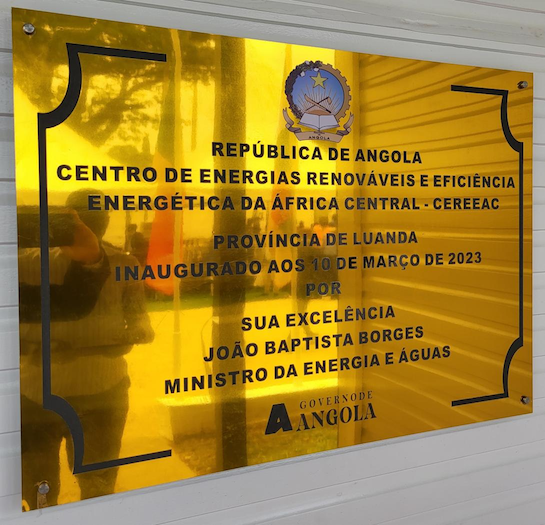 ANGOLA
REPÚBLICA DE ANGOLA
CENTRO DE ENERGIAS RENOVÁVEIS E EFICIÊNCIA
ENERGÉTICA DA ÁFRICA CENTRAL - CEREEAC
PROVÍNCIA DE LUANDA
INAUGURADO AOS 10 DE MARÇO DE 2023
POR
SUA EXCELÊNCIA
JOÃO BAPTISTA BORGES
MINISTRO DA ENERGIA E ÁGUAS
GOVERNO DE
ANGOLA